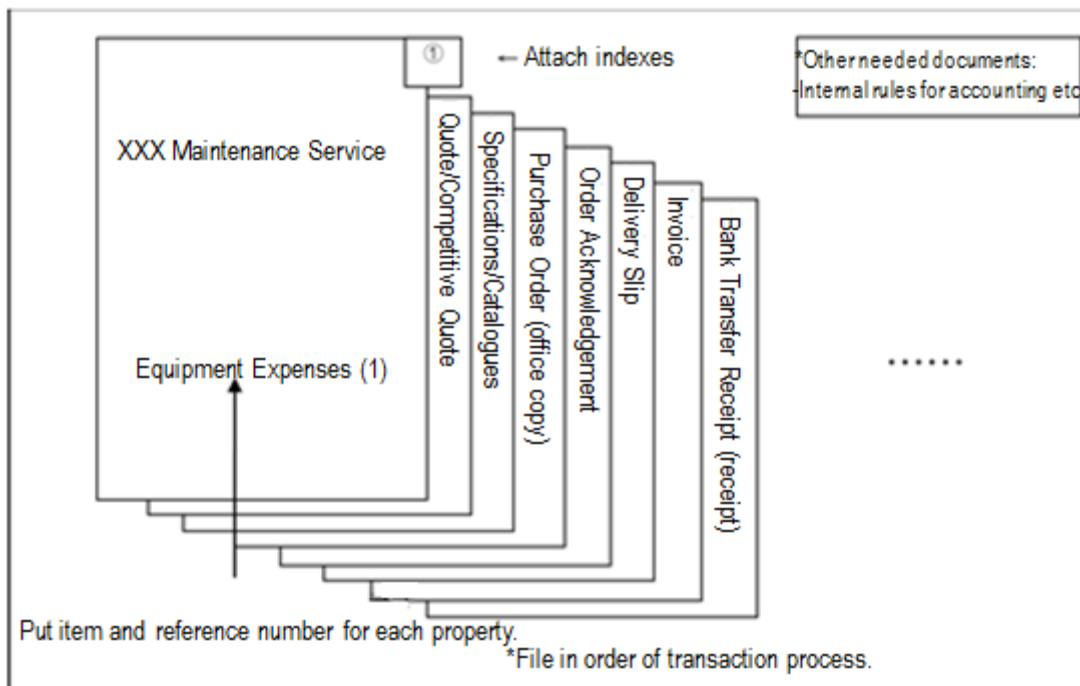 ①
← Attach indexes
*Other needed documents:
-Internal rules for accounting etc
XXX Maintenance Service
Equipment Expenses (1)
Quote/Competitive Quote
Specifications/Catalogues
Purchase Order (office copy)
Order Acknowledgement
Delivery Slip
Invoice
Bank Transfer Receipt (receipt)
......
Put item and reference number for each property.
*File in order of transaction process.